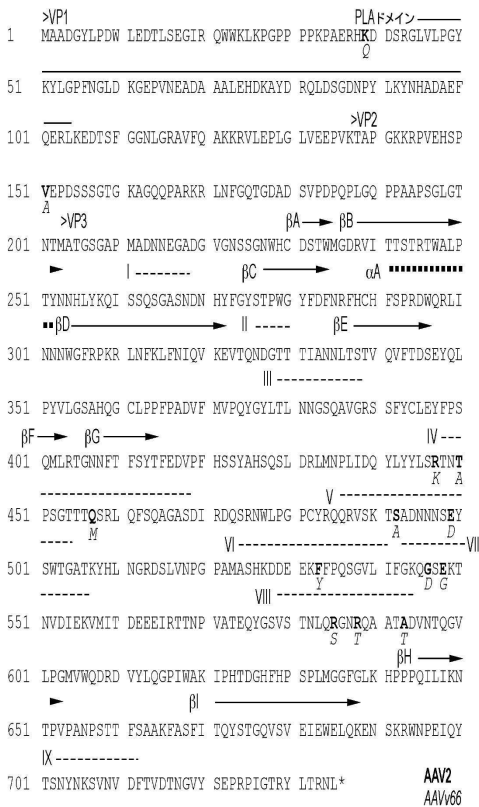 >VP1 PLAドメイン
1 MAADGYLPDW LEDTLSEGIR QWWKLKPGPP PPKPAERHKD DSRGLVLPGY
Q
51 KYLGPFNGLD KGEPVNEADA AALEHDKAYD RQLDSGDNPY LKYNHADAEF
>VP2
101 QERLKEDTSF GGNLGRAVFQ AKKRVLEPLG LVEEPVKTAP GKKRPVEHSP
151 VEPDSSSGTG KAGQQPARKR LNFGQTGDAD SVPDPQPLGQ PPAAPSGLGT
A
>VP3 βA βB
201 NTMATGSGAP MADNNEGADG VGNSSGNWHC DSTWMGDRVI TTSTRTWALP
I βC αA
251 TYNNHLYKQI SSQSGASNDN HYFGYSTPWG YFDFNRFHCH FSPRDWQRLI
βD II βE
301 NNNWGFRPKR LNFKLFNIQV KEVTQNDGTT TIANNLTSTV QVFTDSEYQL
III
351 PYVLGSAHQG CLPPFPADVF MVPQYGYLTL NNGSQAVGRS SFYCLEYFPS
βF βG IV
401 QMLRTGNNFT FSYTFEDVPF HSSYAHSQSL DRLMNPLIDQ YLYYLSRTNT
K A
451 PSGTTTQSRL QFSQAGASDI RDQSRNWLPG PCYRQQRVSK TSADNNNSEY
M V A D
VI VII
501 SWTGATKYHL NGRDSLVNPG PAMASHKDDE EKFFPQSGVL IFGKQGSEKT
Y D G
VIII
551 NVDIEKVMIT DEEEIRTTNP VATEQYGSVS TNLQRGNRQA ATADVNTQGV
S T T
βH
601 LPGMVWQDRD VYLQGPIWAK IPHTDGHFHP SPLMGGFGLK HPPPQILIKN
βI
651 TPVPANPSTT FSAAKFASFI TQYSTGQVSV EIEWELQKEN SKRWNPEIQY
IX
701 TSNYNKSVNV DFTVDTNGVY SEPRPIGTRY LTRNL*
AAV2
AAVv66